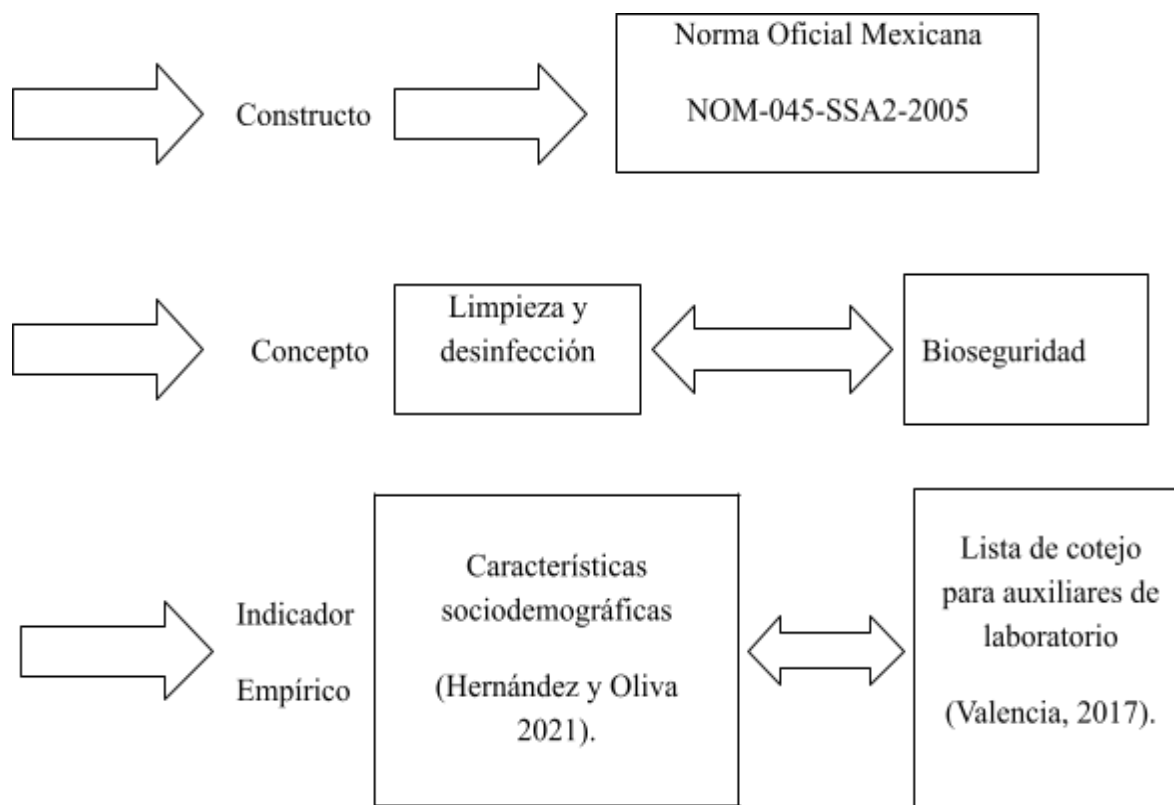 Constructo
Norma Oficial Mexicana
NOM-045-SSA2-2005
Concepto
Limpieza y
desinfección
Bioseguridad
Indicador
Empírico
Características
sociodemográficas
(Hernández y Oliva
2021).
Lista de cotejo
para auxiliares de
laboratorio
(Valencia, 2017).